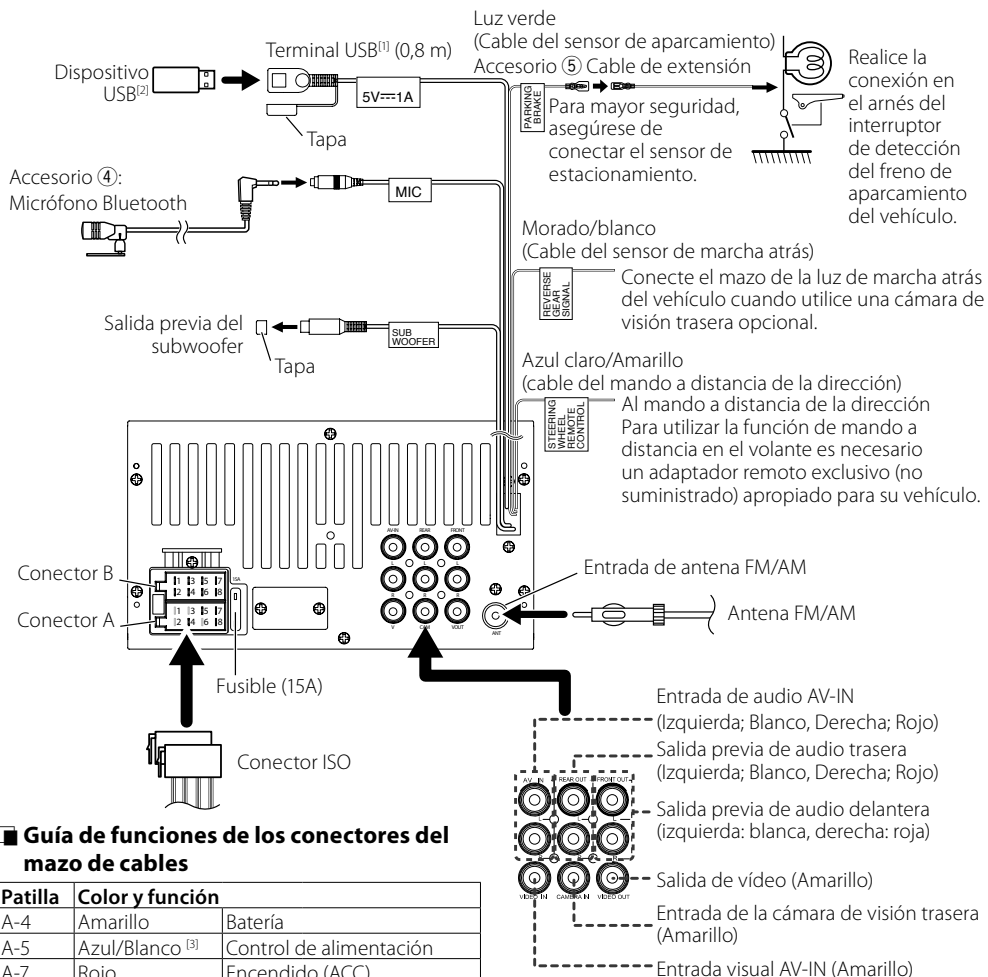 Luz verde
(Cable del sensor de aparcamiento)
Accesorio ⑤ Cable de extensión
PARKING
BRAKE
Para mayor seguridad,
asegúrese de
conectar el sensor de
estacionamiento.
Realice la
conexión en
el arnés del
interruptor
de detección
del freno de
aparcamiento
del vehículo.
Terminal USB[1] (0,8 m)
Dispositivo
USB[2]
5V⎓1A
Tapa
Accesorio ④:
Micrófono Bluetooth
MIC
Morado/blanco
(Cable del sensor de marcha atrás)
REVERSE
GEAR
SIGNAL
Conecte el mazo de la luz de marcha atrás
del vehículo cuando utilice una cámara de
visión trasera opcional.
Salida previa del
subwoofer
SUB
WOOFER
Tapa
Azul claro/Amarillo
(cable del mando a distancia de la dirección)
STEERING
WHEEL
REMOTE
CONTROL
Al mando a distancia de la dirección
Para utilizar la función de mando a
distancia en el volante es necesario
un adaptador remoto exclusivo (no
suministrado) apropiado para su vehículo.
AV-IN REAR FRONT
L L L
R R R
V CAM VOUT
ANT
Conector B
1 3 5 7
2 4 6 8
15A
Conector A
1 3 5 7
2 4 6 8
Entrada de antena FM/AM
Antena FM/AM
Fusible (15A)
Conector ISO
Entrada de audio AV-IN
(Izquierda; Blanco, Derecha; Rojo)
Salida previa de audio trasera
(Izquierda; Blanco, Derecha; Rojo)
Salida previa de audio delantera
(izquierda: blanca, derecha: roja)
Salida de vídeo (Amarillo)
Entrada de la cámara de visión trasera
(Amarillo)
Entrada visual AV-IN (Amarillo)
AV IN REAR OUT FRONT OUT
L L L
R R R
VIDEO IN CAMERA IN VIDEO OUT
Guía de funciones de los conectores del
mazo de cables
Patilla Color y función
A-4 Amarillo Batería
A-5 Azul/Blanco [3] Control de alimentación
A-7 Rojo Encendido (ACC)